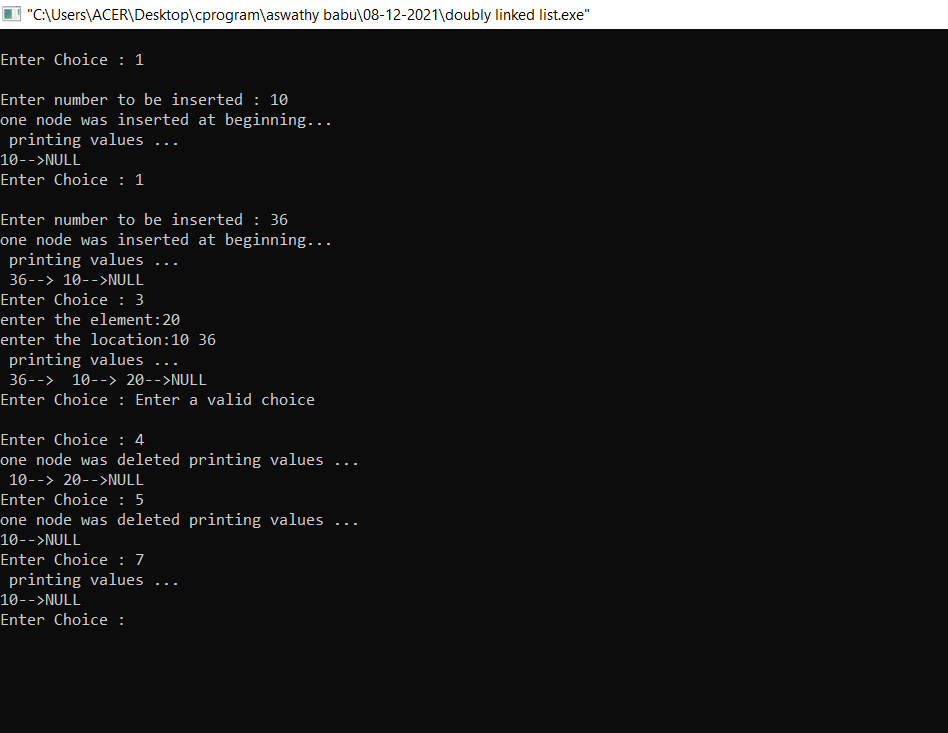 "C:\Users\ACER\Desktop\cprogram\aswathy babu\08-12-2021\doubly linked list.exe"
Enter Choice : 1
Enter number to be inserted : 10
one node was inserted at beginning...
 printing values ...
10-->NULL
Enter Choice : 1
Enter number to be inserted : 36
one node was inserted at beginning...
 printing values ...
 36--> 10-->NULL
Enter Choice : 3
enter the element:20
enter the location:10 36
 printing values ...
 36-->  10--> 20-->NULL
Enter Choice : Enter a valid choice
Enter Choice : 4
one node was deleted printing values ...
 10--> 20-->NULL
Enter Choice : 5
one node was deleted printing values ...
10-->NULL
Enter Choice : 7
 printing values ...
10-->NULL
Enter Choice :